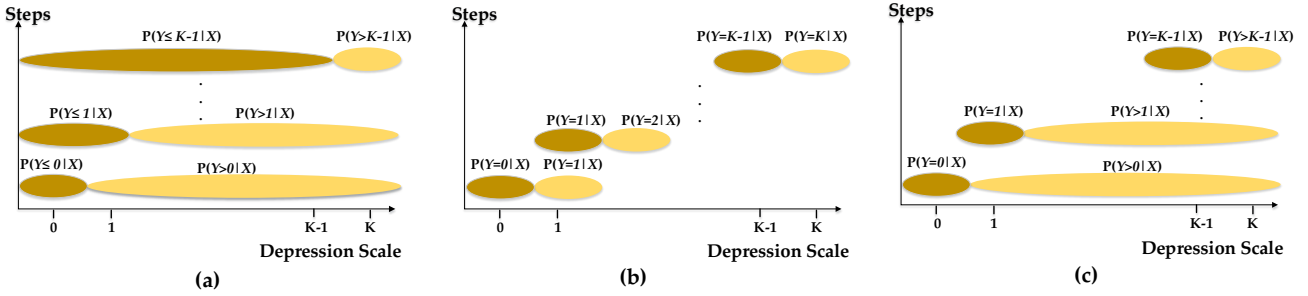 Steps
P(Y≤ K-1|X) P(Y>K-1|X)
. . .
P(Y≤ 1|X) P(Y>1|X)
P(Y≤ 0|X) P(Y>0|X)
0 1 K-1 K
Depression Scale
(a)
Steps
P(Y=K-1|X) P(Y=K|X)
. . .
P(Y=1|X) P(Y=2|X)
P(Y=0|X) P(Y=1|X)
0 1 K-1 K
Depression Scale
(b)
Steps
P(Y=K-1|X) P(Y>K-1|X)
. . .
P(Y=1|X) P(Y>1|X)
P(Y=0|X) P(Y>0|X)
0 1 K-1 K
Depression Scale
(c)